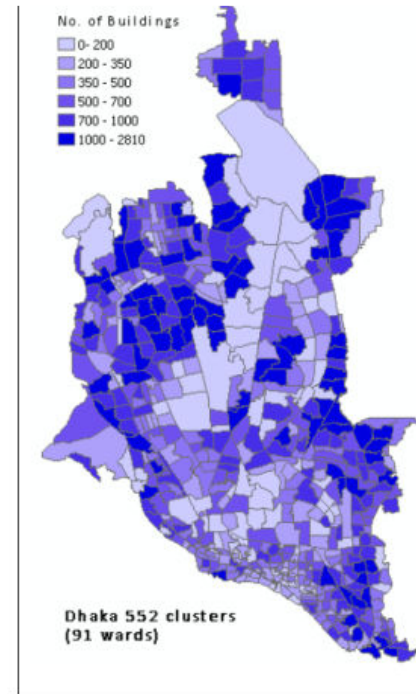 No. of Buildings
0- 200
200 - 350
350 - 500
500 - 700
700 - 1000
1000 - 2810
Dhaka 552 clusters
(91 wards)